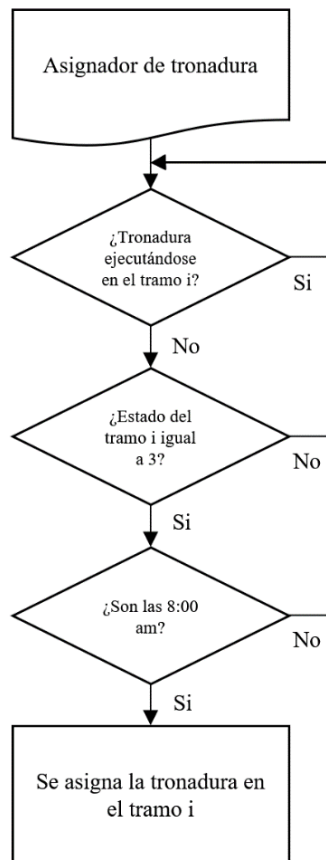 Asignador de tronadura
¿Tronadura
ejecutándose
en el tramo i?
Si
No
¿Estado del
tramo i igual
a 3?
No
Si
¿Son las 8:00
am?
No
Si
Se asigna la tronadura en
el tramo i